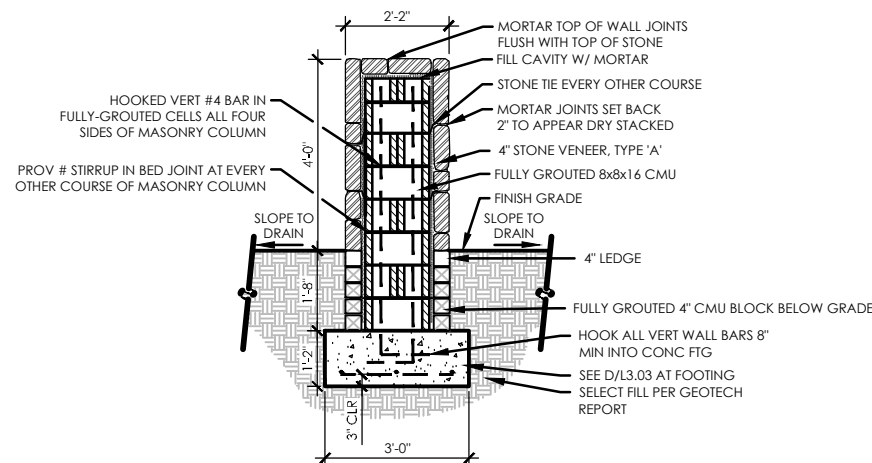 2'-2"
MORTAR TOP OF WALL JOINTS
FLUSH WITH TOP OF STONE
FILL CAVITY W/ MORTAR
STONE TIE EVERY OTHER COURSE
HOOKED VERT #4 BAR IN
FULLY-GROUTED CELLS ALL FOUR
SIDES OF MASONRY COLUMN
MORTAR JOINTS SET BACK
2" TO APPEAR DRY STACKED
4'-0"
4" STONE VENEER, TYPE 'A'
PROV # STIRRUP IN BED JOINT AT EVERY
OTHER COURSE OF MASONRY COLUMN
FULLY GROUTED 8x8x16 CMU
FINISH GRADE
SLOPE TO
DRAIN
SLOPE TO
DRAIN
4" LEDGE
1'-8"
FULLY GROUTED 4" CMU BLOCK BELOW GRADE
HOOK ALL VERT WALL BARS 8"
MIN INTO CONC FTG
1'-2"
SEE D/L3.03 AT FOOTING
SELECT FILL PER GEOTECH
REPORT
3" CLR
3'-0"